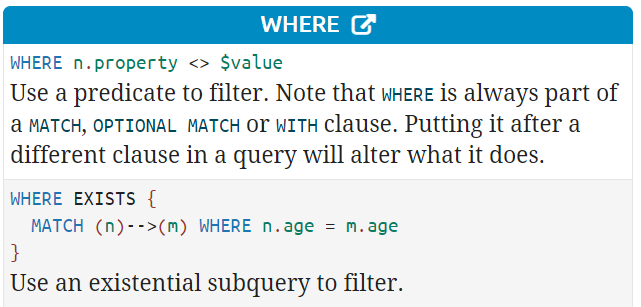 WHERE
WHERE n.property <> $value
Use a predicate to filter. Note that WHERE is always part of
a MATCH, OPTIONAL MATCH or WITH clause. Putting it after a
different clause in a query will alter what it does.
WHERE EXISTS {
  MATCH (n)-->(m) WHERE n.age = m.age
}
Use an existential subquery to filter.